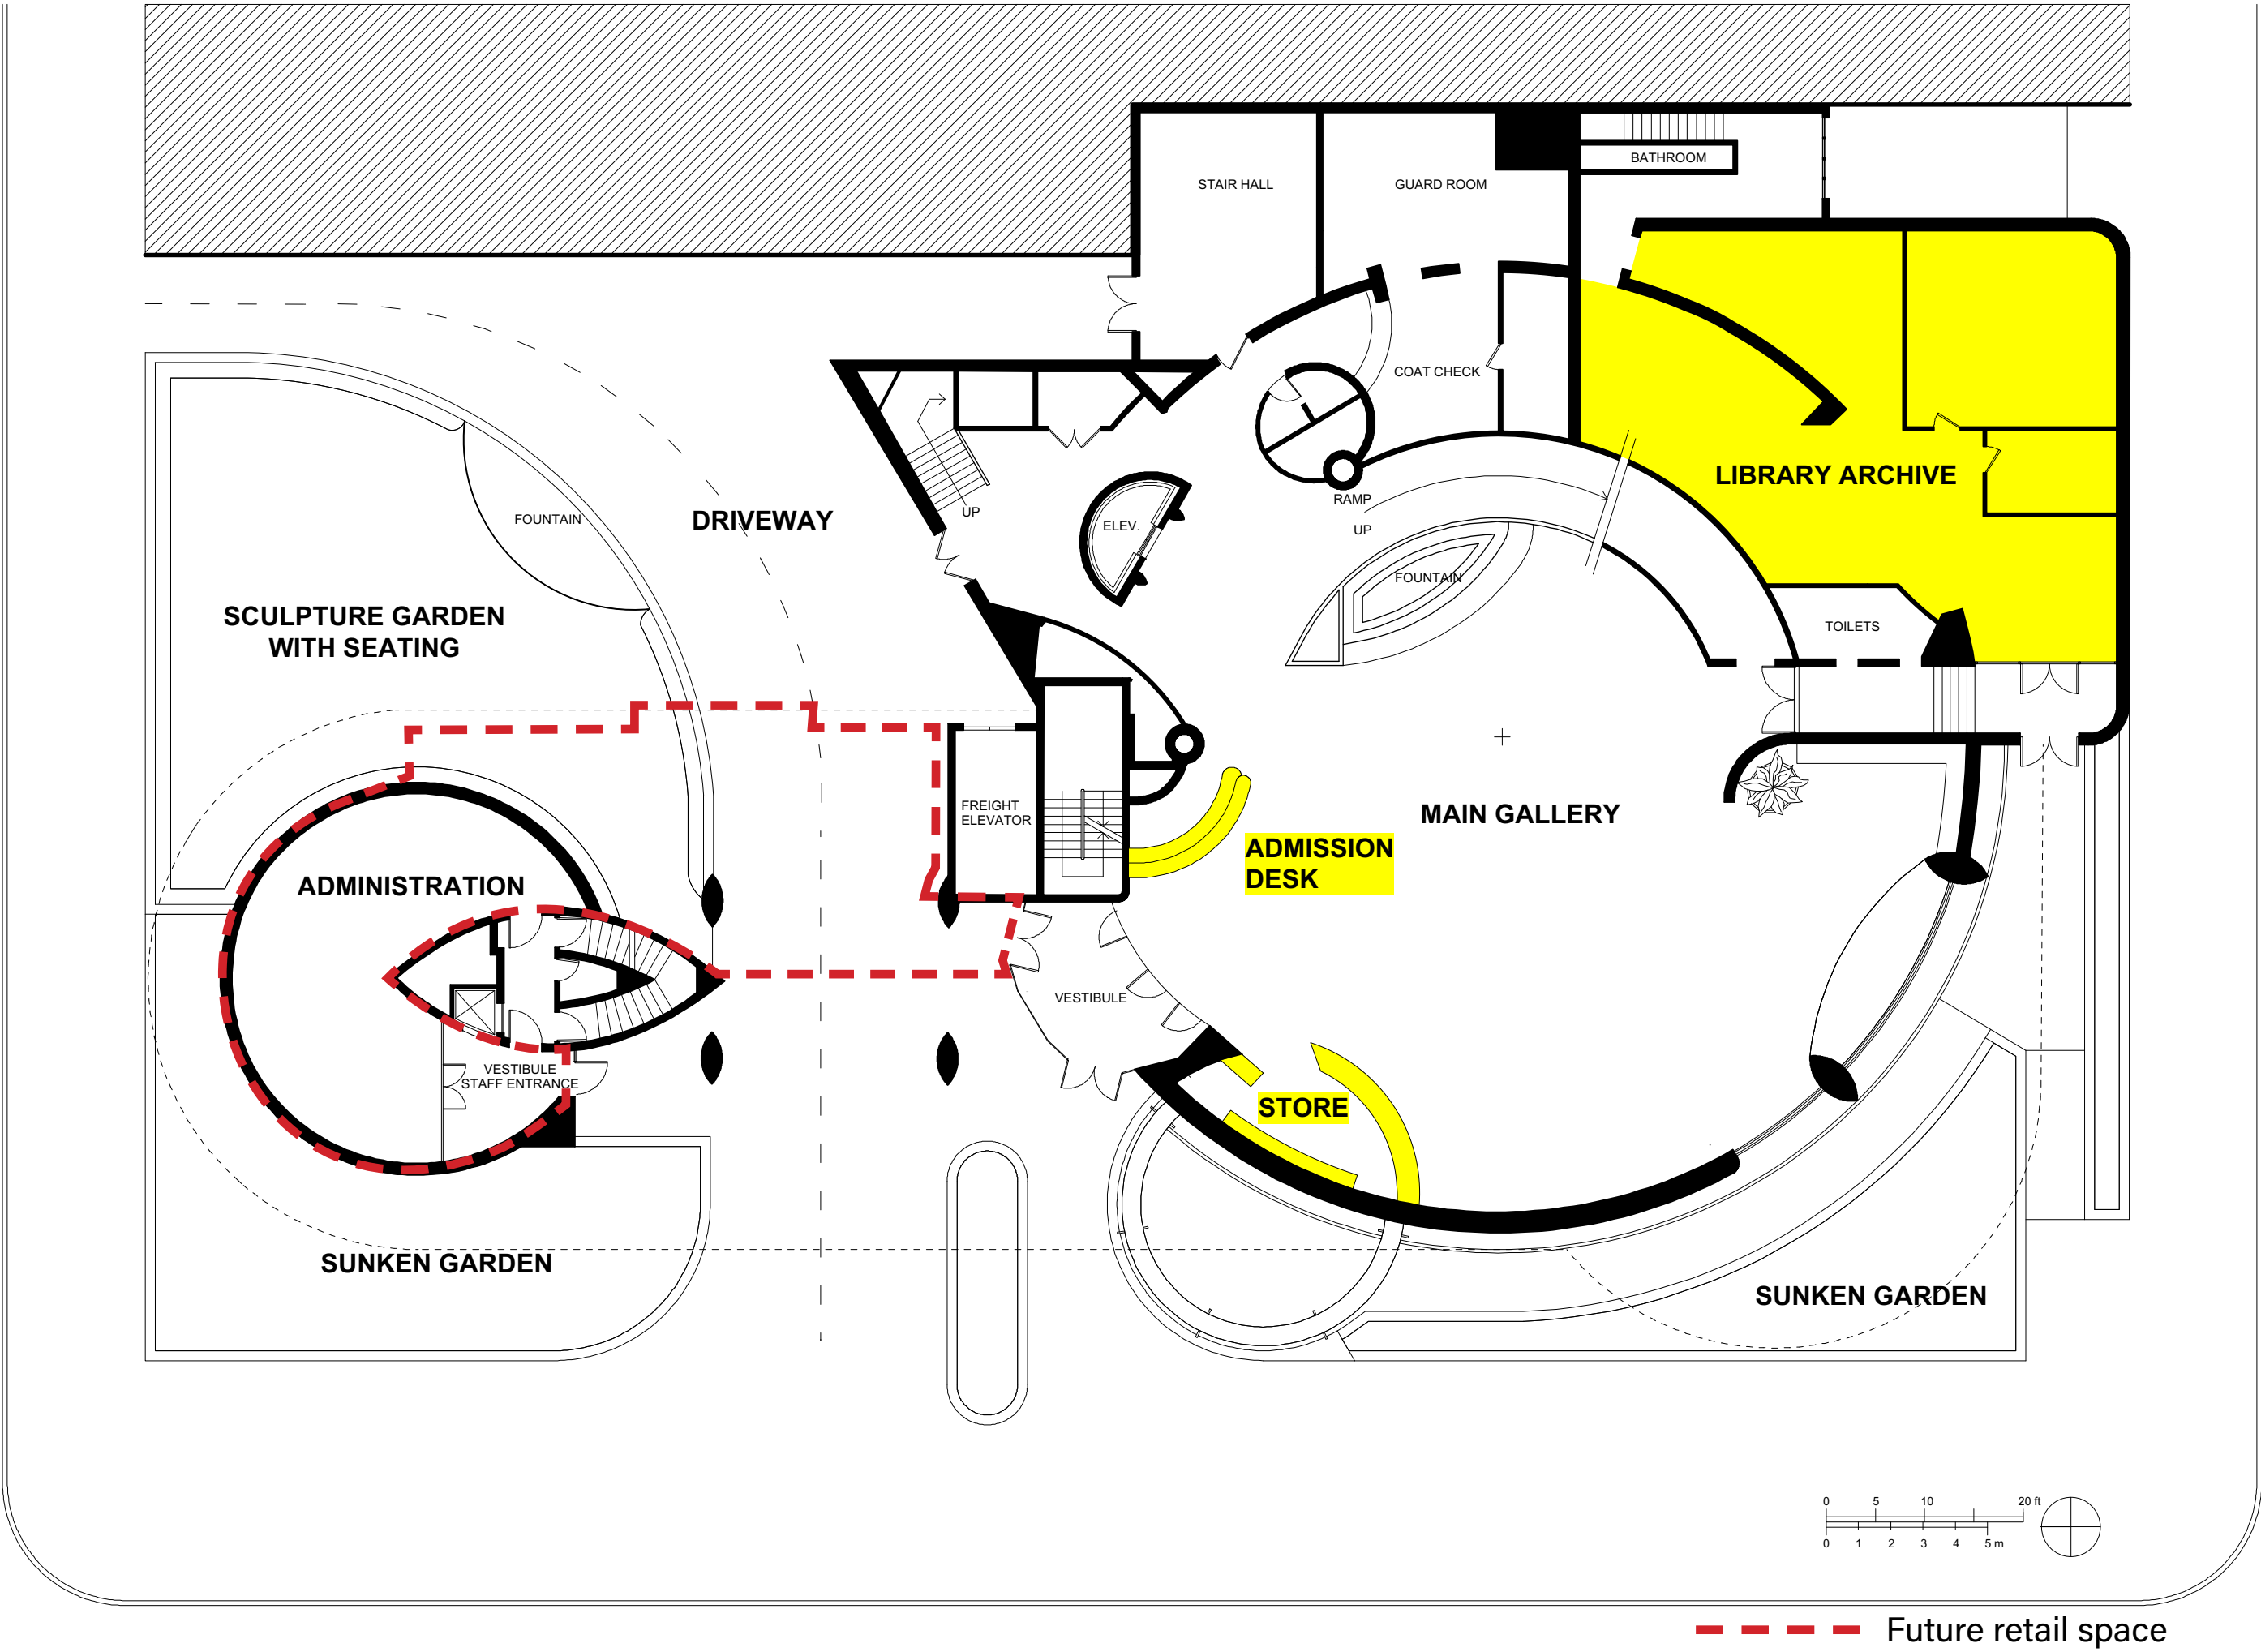 BATHROOM
STAIR HALL
GUARD ROOM
COAT CHECK
LIBRARY ARCHIVE
RAMP
UP
UP
ELEV.
FOUNTAIN
DRIVEWAY
FOUNTAIN
SCULPTURE GARDEN
WITH SEATING
TOILETS
FREIGHT
ELEVATOR
MAIN GALLERY
ADMISSION
DESK
ADMINISTRATION
VESTIBULE
VESTIBULE
STAFF ENTRANCE
STORE
SUNKEN GARDEN
SUNKEN GARDEN
0 5 10 20 ft
0 1 2 3 4 5 m
Future retail space